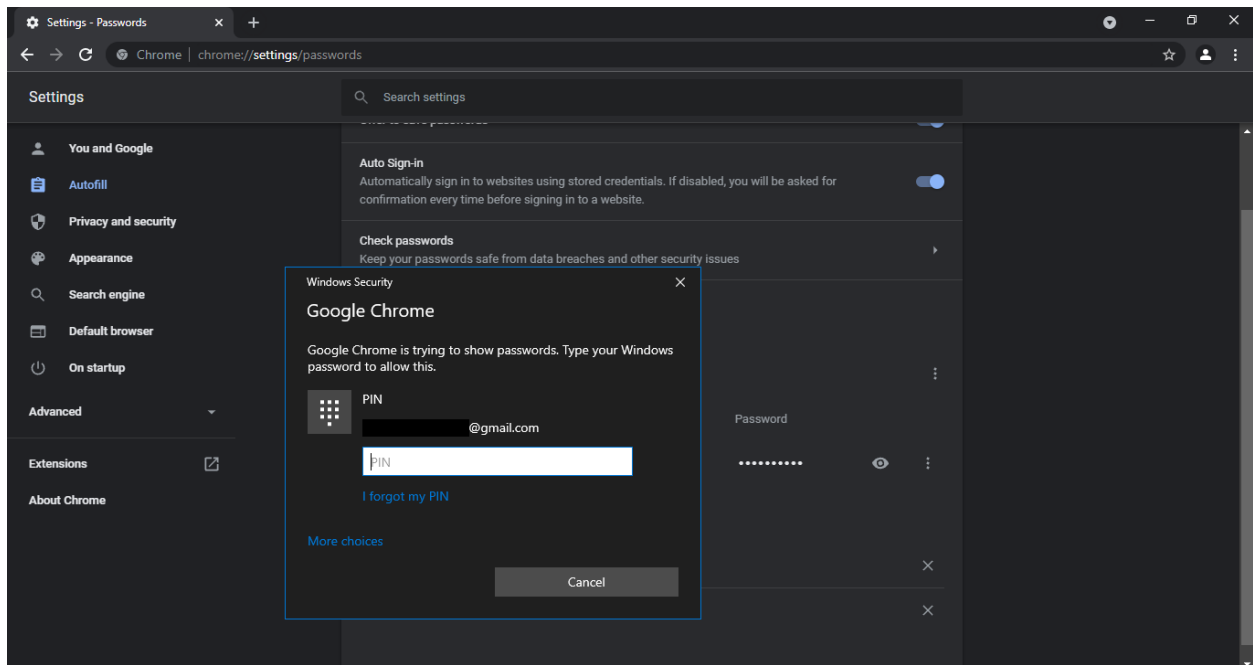 Settings - Passwords
Chrome | chrome://settings/passwords
Settings
Search settings
You and Google
Autofill
Privacy and security
Appearance
Search engine
Default browser
On startup
Advanced
Extensions
About Chrome
Auto Sign-in
Automatically sign in to websites using stored credentials. If disabled, you will be asked for
confirmation every time before signing in to a website.
Check passwords
Keep your passwords safe from data breaches and other security issues
Password
••••••••••
Windows Security
Google Chrome
Google Chrome is trying to show passwords. Type your Windows
password to allow this.
PIN
@gmail.com
PIN
I forgot my PIN
More choices
Cancel